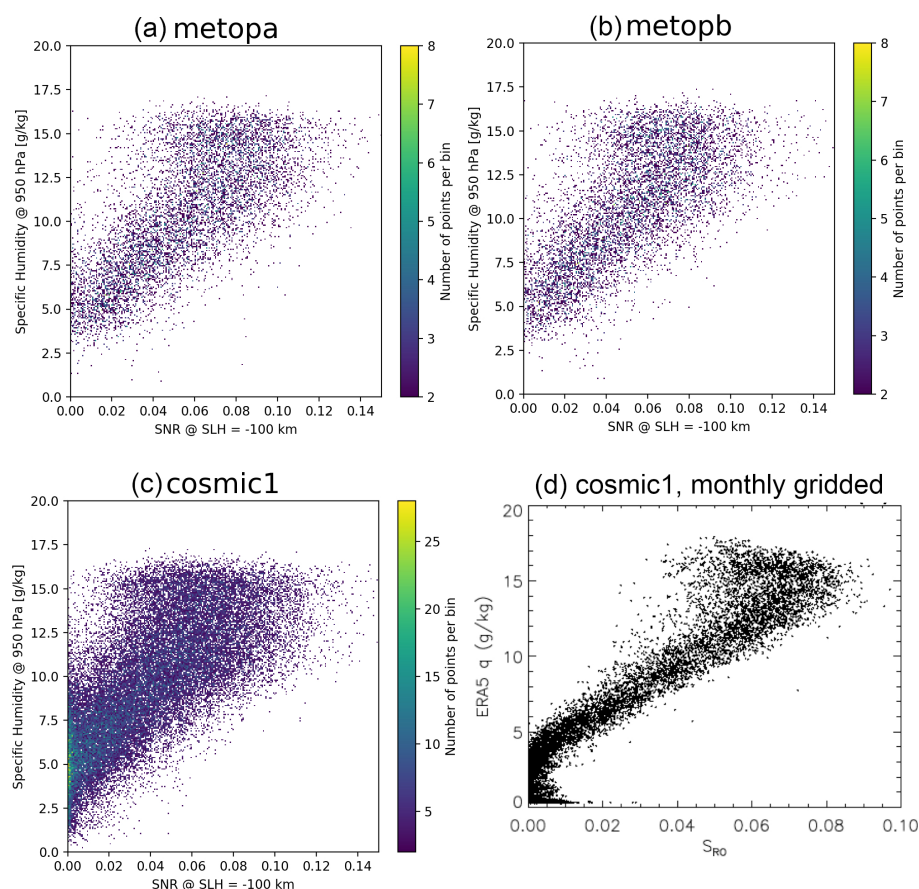 (a) metopa
20.0
17.5
15.0
12.5
10.0
7.5
5.0
2.5
0.0
Specific Humidity @ 950 hPa [g/kg]
0.00 0.02 0.04 0.06 0.08 0.10 0.12 0.14
SNR @ SLH = -100 km
8
7
6
5
4
3
2
Number of points per bin
(b) metopb
20.0
17.5
15.0
12.5
10.0
7.5
5.0
2.5
0.0
Specific Humidity @ 950 hPa [g/kg]
0.00 0.02 0.04 0.06 0.08 0.10 0.12 0.14
SNR @ SLH = -100 km
8
7
6
5
4
3
2
Number of points per bin
(c) cosmic1
20.0
17.5
15.0
12.5
10.0
7.5
5.0
2.5
0.0
Specific Humidity @ 950 hPa [g/kg]
0.00 0.02 0.04 0.06 0.08 0.10 0.12 0.14
SNR @ SLH = -100 km
25
20
15
10
5
Number of points per bin
(d) cosmic1, monthly gridded
20
15
10
5
0
ERA5 q (g/kg)
0.00 0.02 0.04 0.06 0.08 0.10
SRO